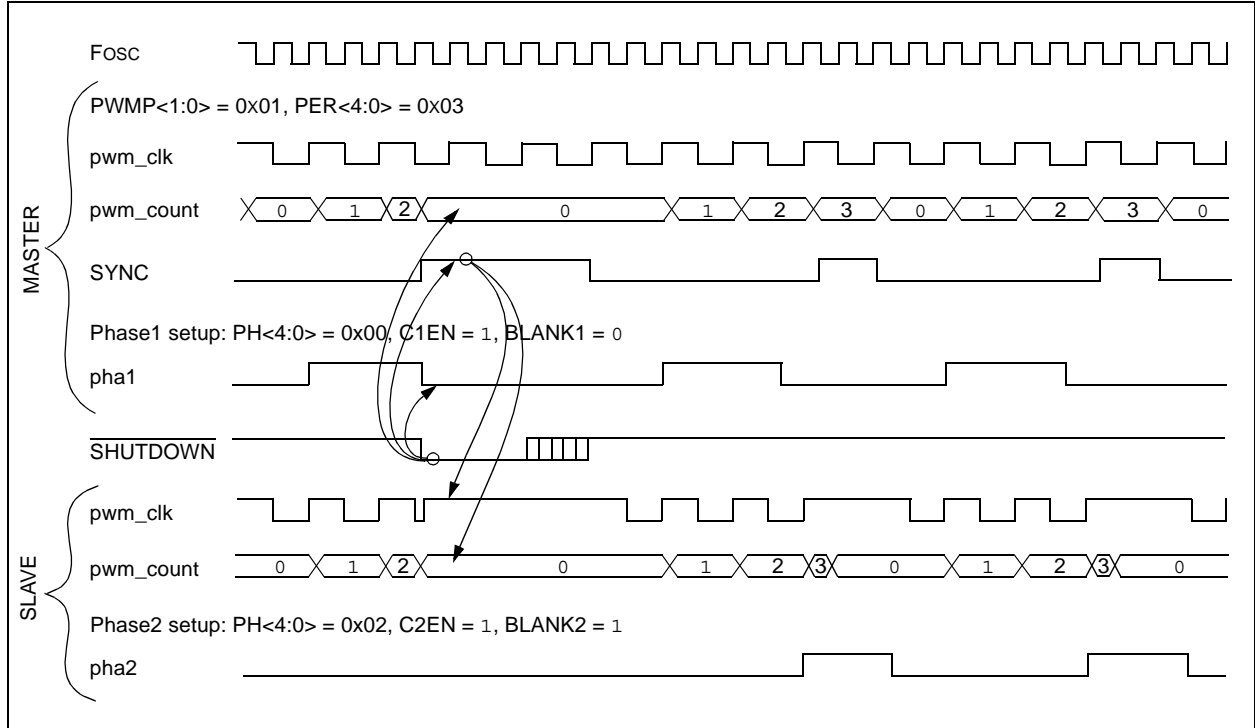 FOSC
MASTER
PWMP<1:0> = 0x01, PER<4:0> = 0x03
pwm_clk
pwm_count 0 1 2 0 1 2 3 0 1 2 3 0
SYNC
Phase1 setup: PH<4:0> = 0x00, C1EN = 1, BLANK1 = 0
pha1
SHUTDOWN
SLAVE
pwm_clk
pwm_count 0 1 2 0 1 2 3 0 1 2 3 0
Phase2 setup: PH<4:0> = 0x02, C2EN = 1, BLANK2 = 1
pha2